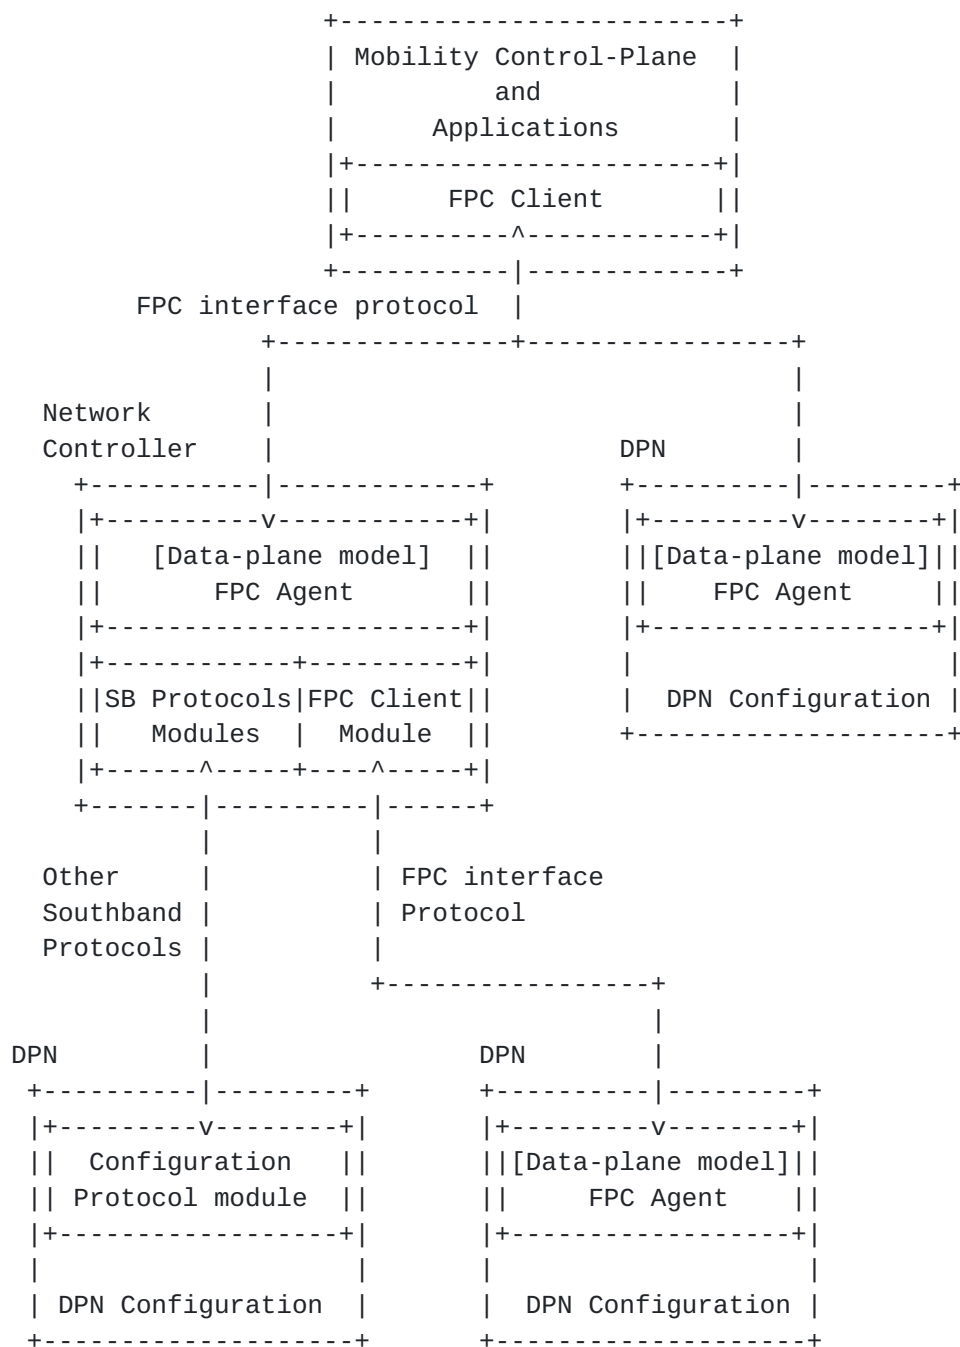 Mobility Control-Plane
and
Applications
FPC Client
FPC interface protocol
Network
Controller
DPN
[Data-plane model]
FPC Agent
[Data-plane model]
FPC Agent
SB Protocols
Modules
FPC Client
Module
DPN Configuration
Other
Southband
Protocols
FPC interface
Protocol
DPN
DPN
Configuration
Protocol module
[Data-plane model]
FPC Agent
DPN Configuration
DPN Configuration